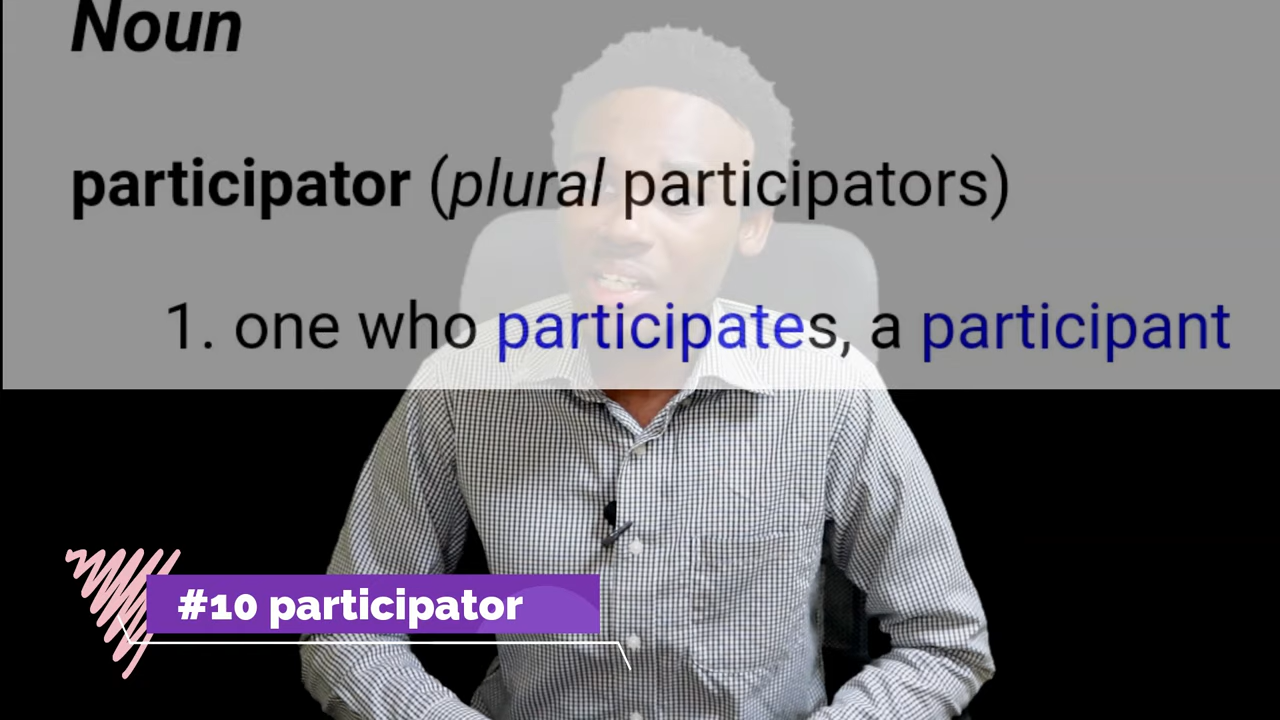 Noun
participator (plural participators)
1. one who participates, a participant
#10 participator